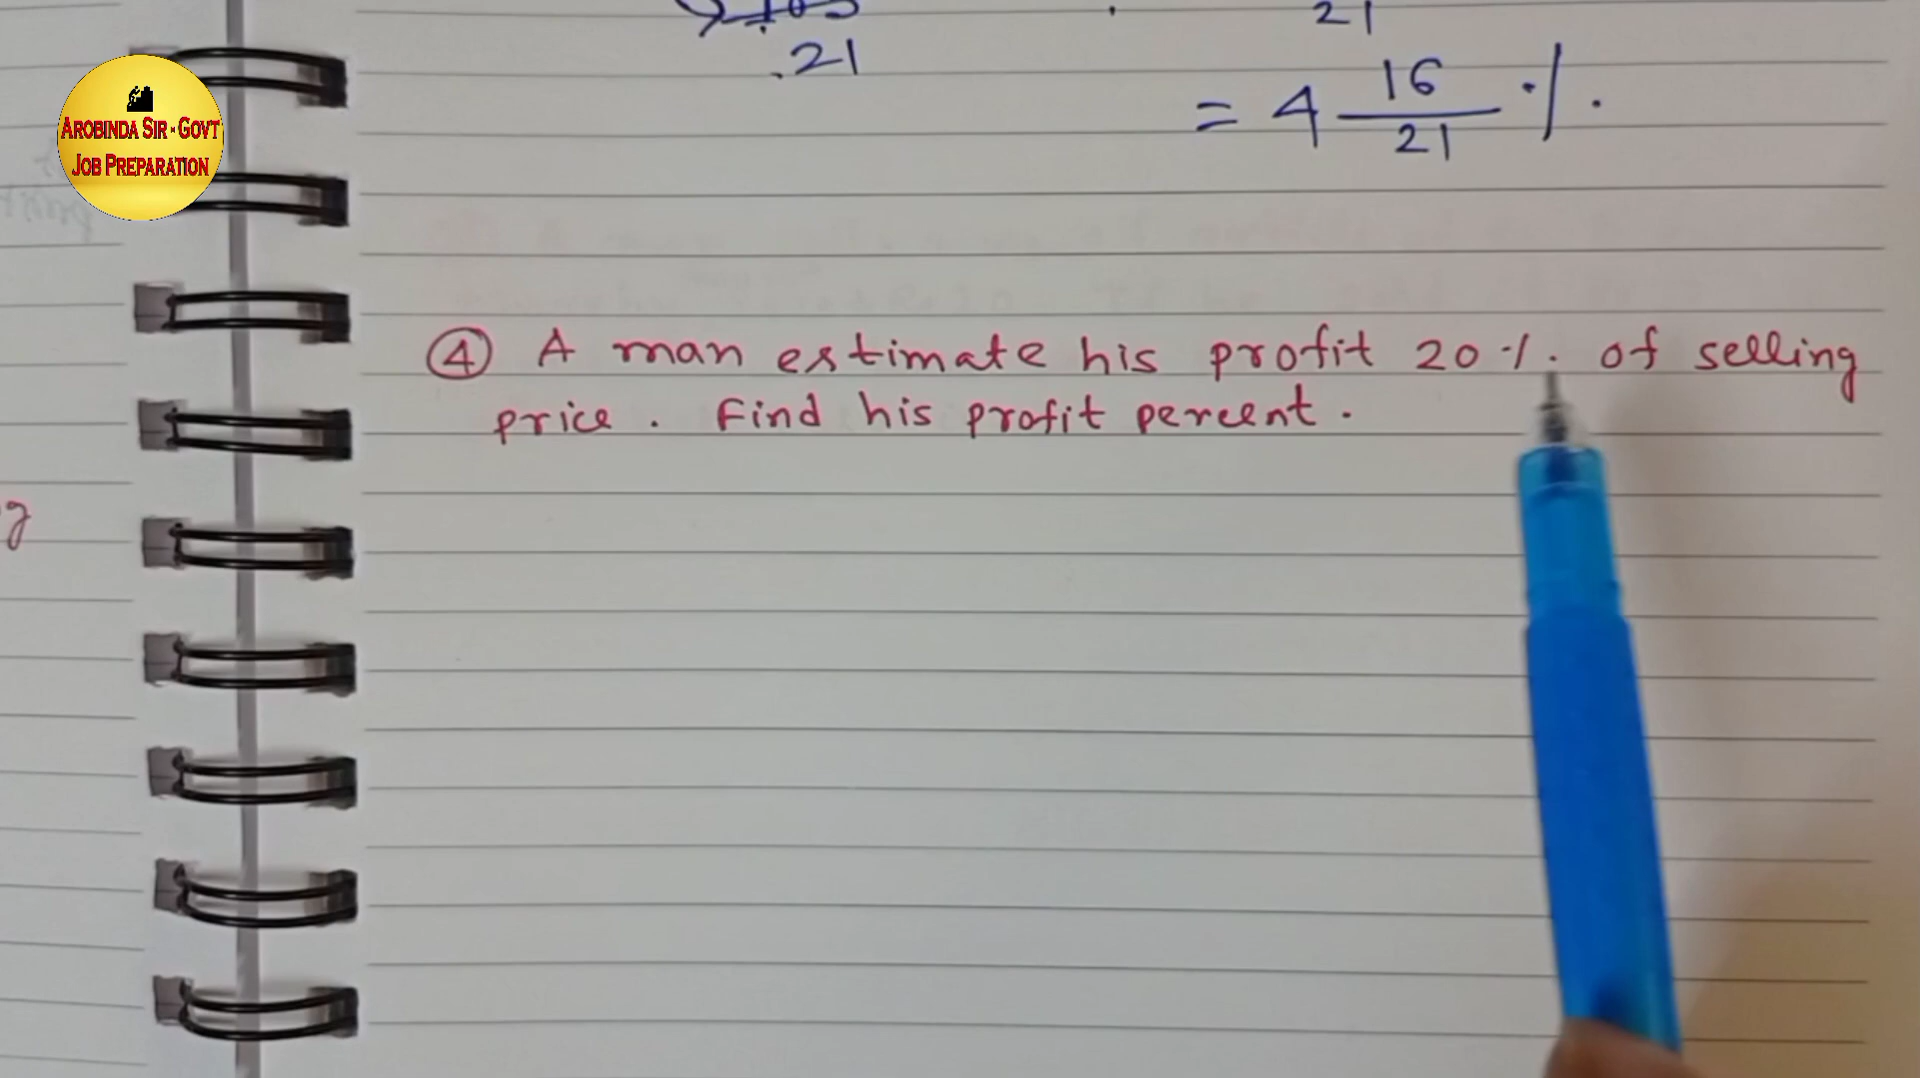 21
.21
= 4 16/21 %.
AROBINDA SIR - GOVT
JOB PREPARATION
④ A man estimate his profit 20% of selling
price. Find his profit percent.